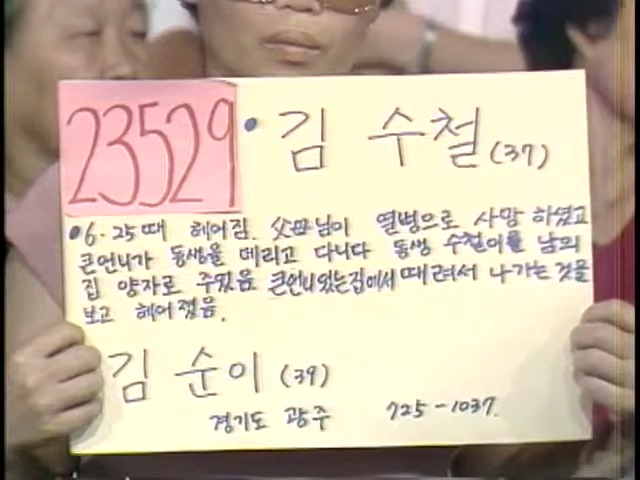 23529
• 김 수철 (37)
• 6.25때 헤어짐. 父母님이 열병으로 사망 하였고
큰언니가 동생을 데리고 다니다 동생 수철이를 남의
집 양자로 주었음 큰언니있는집에서 때려서 나가는것을
보고 헤어졌음.
김 순이 (39)
경기도 광주 725-1037.